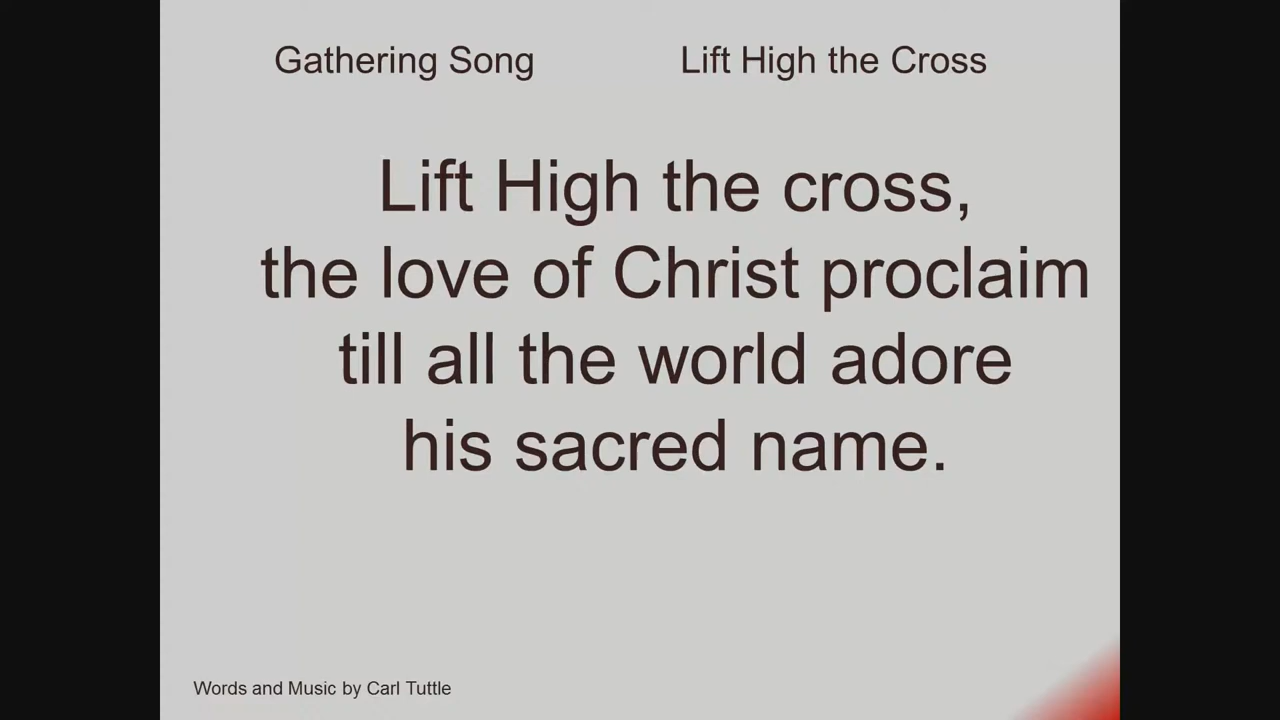 Gathering Song Lift High the Cross
Lift High the cross,
the love of Christ proclaim
till all the world adore
his sacred name.
Words and Music by Carl Tuttle